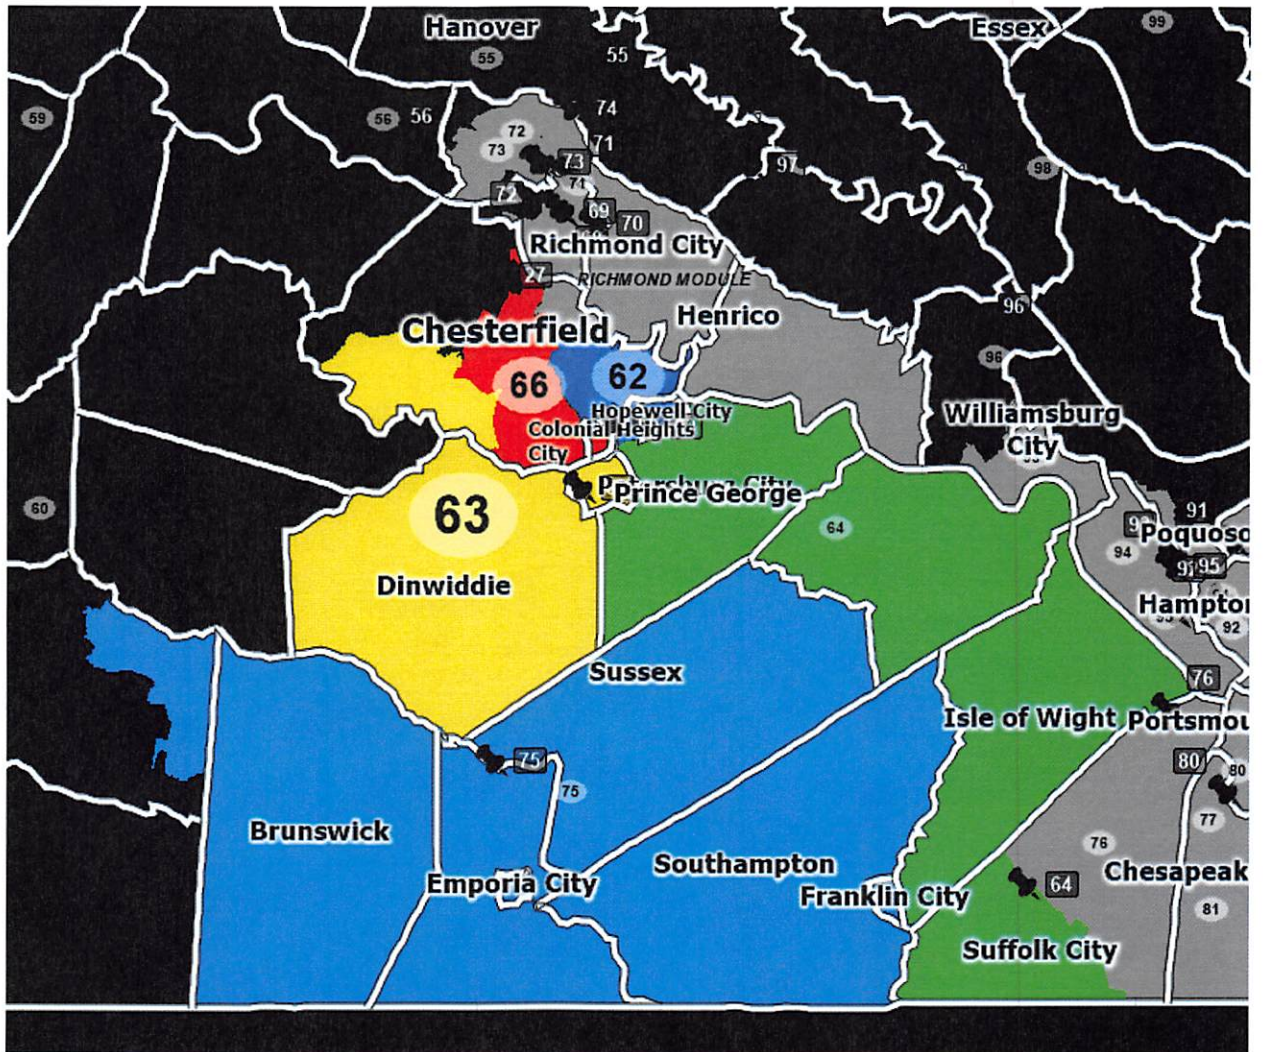 Hanover
Essex
99
55
55
59
56
56
74
72
71
73
73
97
98
71
72
69
70
Richmond City
27
RICHMOND MODULE
96
Henrico
Chesterfield
96
66
62
Hopewell City
Williamsburg
City
Colonial Heights
City
Prince George
63
60
64
91
Poquoso
94
95
Dinwiddie
Hampto
92
Sussex
76
Isle of Wight
Portsmou
75
80
80
75
77
Brunswick
76
Southampton
Chesapeak
Emporia City
Franklin City
64
81
Suffolk City